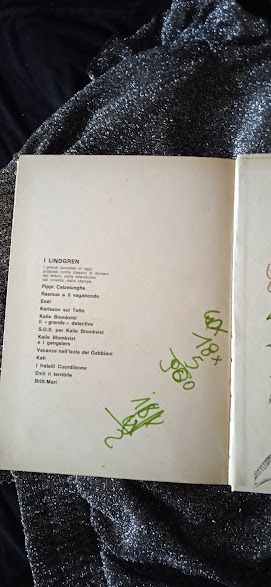 I LINDGREN
I grandi successi di oggi
proposti come classici di domani
dai lettori, dalla televisione,
dal cinema, dalla stampa.
Pippi Calzelunghe
Rasmus e il vagabondo
Emil
Karlsson sul Tetto
Kalle Blomkvist
il «grande» detective
S.O.S. per Kalle Blomkvist
Kalle Blomkvist
e i gangsters
Vacanze nell'isola dei Gabbiani
Kati
I fratelli Cuordileone
Emil il terribile
Britt-Mari